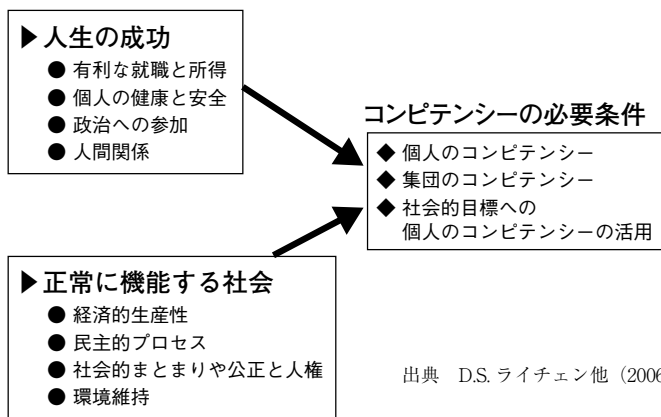 ▶人生の成功
● 有利な就職と所得
● 個人の健康と安全
● 政治への参加
● 人間関係
コンピテンシーの必要条件
◆ 個人のコンピテンシー
◆ 集団のコンピテンシー
◆ 社会的目標への
個人のコンピテンシーの活用
▶正常に機能する社会
● 経済的生産性
● 民主的プロセス
● 社会的まとまりや公正と人権
● 環境維持
出典 D.S. ライチェン他（2006